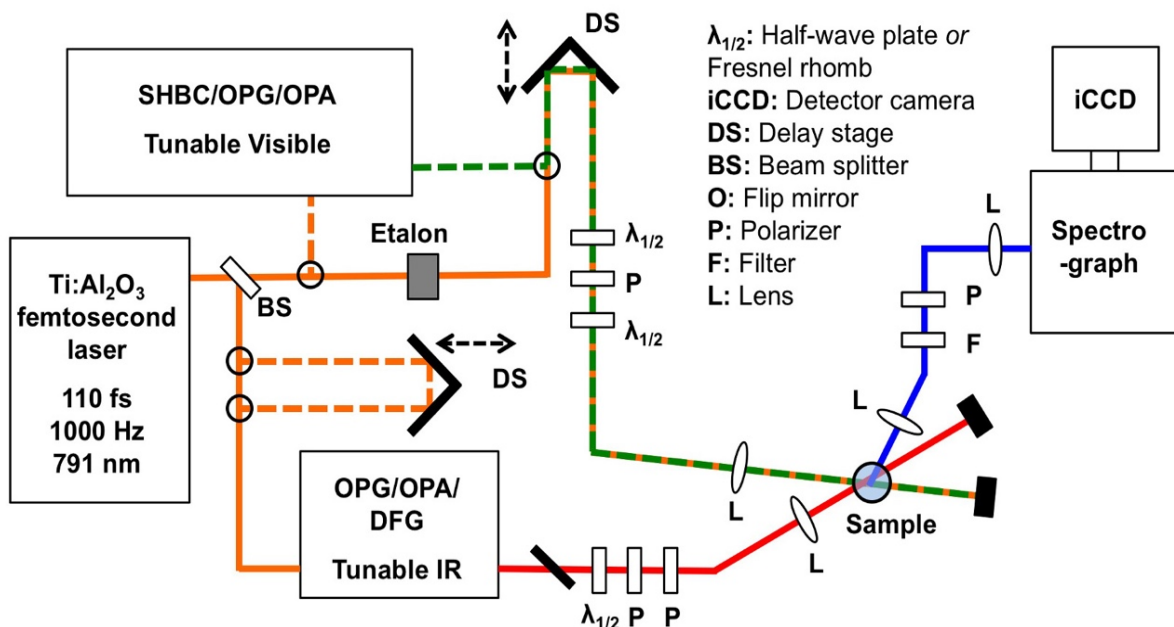 DS
SHBC/OPG/OPA
Tunable Visible
λ1/2: Half-wave plate or
Fresnel rhomb
iCCD: Detector camera
DS: Delay stage
BS: Beam splitter
O: Flip mirror
P: Polarizer
F: Filter
L: Lens
iCCD
L
Spectro
-graph
P
F
L
Etalon
λ1/2
P
λ1/2
Ti:Al2O3
femtosecond
laser
110 fs
1000 Hz
791 nm
BS
DS
OPG/OPA/
DFG
Tunable IR
λ1/2 P P
L
L
Sample